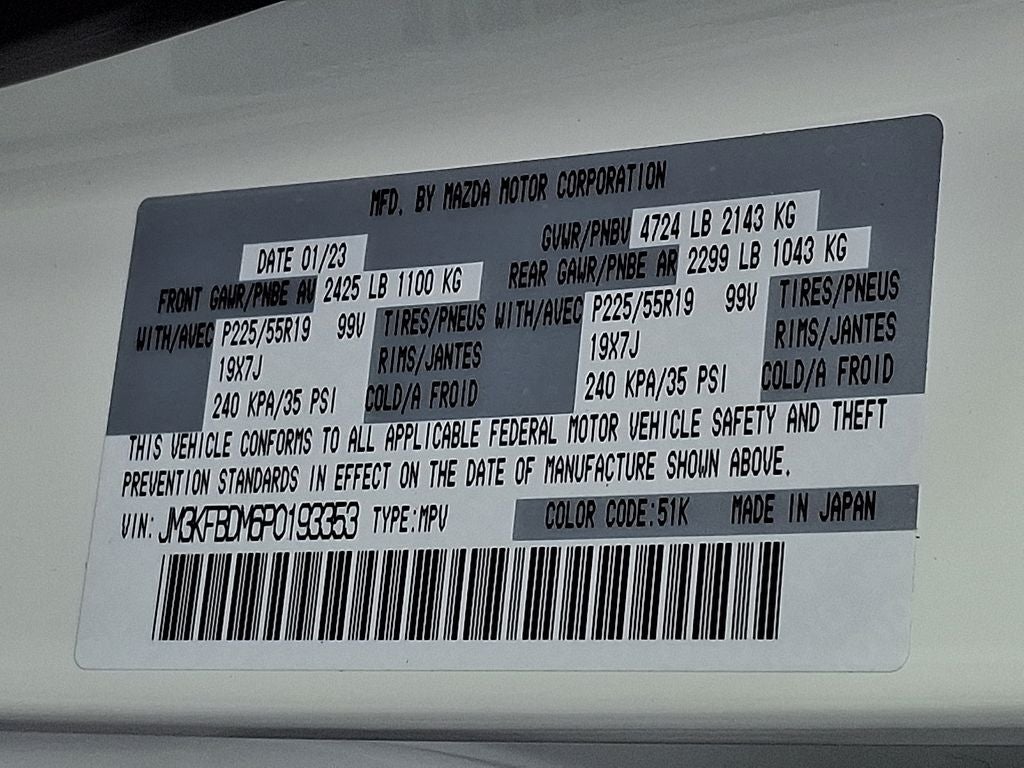 MFD. BY MAZDA MOTOR CORPORATION
DATE 01/23 GVWR/PNBV 4724 LB 2143 KG
FRONT GAWR/PNBE AV 2425 LB 1100 KG REAR GAWR/PNBE AR 2299 LB 1043 KG
WITH/AVEC P225/55R19 99V TIRES/PNEUS WITH/AVEC P225/55R19 99V TIRES/PNEUS
19X7J RIMS/JANTES 19X7J RIMS/JANTES
240 KPA/35 PSI COLD/A FROID 240 KPA/35 PSI COLD/A FROID
THIS VEHICLE CONFORMS TO ALL APPLICABLE FEDERAL MOTOR VEHICLE SAFETY AND THEFT
PREVENTION STANDARDS IN EFFECT ON THE DATE OF MANUFACTURE SHOWN ABOVE.
VIN: JM3KFBDM6P0193353 TYPE:MPV COLOR CODE:51K MADE IN JAPAN